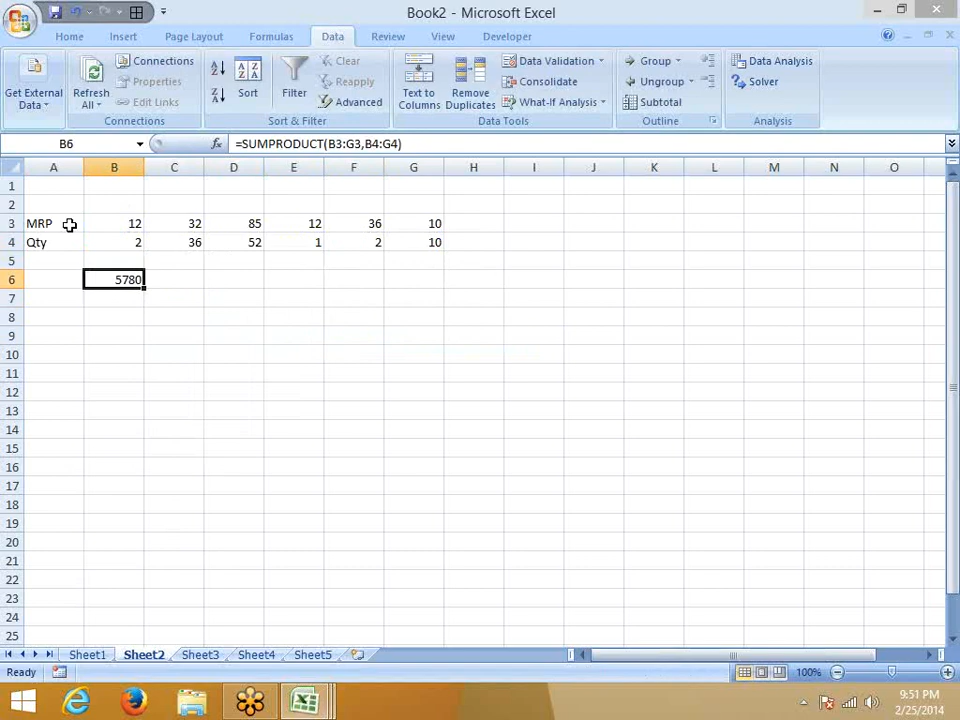 Book2 - Microsoft Excel
Home Insert Page Layout Formulas Data Review View Developer
Get External Data
Refresh All
Connections
Properties
Edit Links
Connections
Sort
Filter
Clear
Reapply
Advanced
Sort & Filter
Text to Columns
Remove Duplicates
Data Validation
Consolidate
What-If Analysis
Data Tools
Group
Ungroup
Subtotal
Outline
Data Analysis
Solver
Analysis
B6 fx =SUMPRODUCT(B3:G3,B4:G4)
A B C D E F G H I J K L M N O
1
2
3 MRP 12 32 85 12 36 10
4 Qty 2 36 52 1 2 10
5
6 5780
7
8
9
10
11
12
13
14
15
16
17
18
19
20
21
22
23
24
25
Sheet1 Sheet2 Sheet3 Sheet4 Sheet5
Ready 100%
9:51 PM
2/25/2014